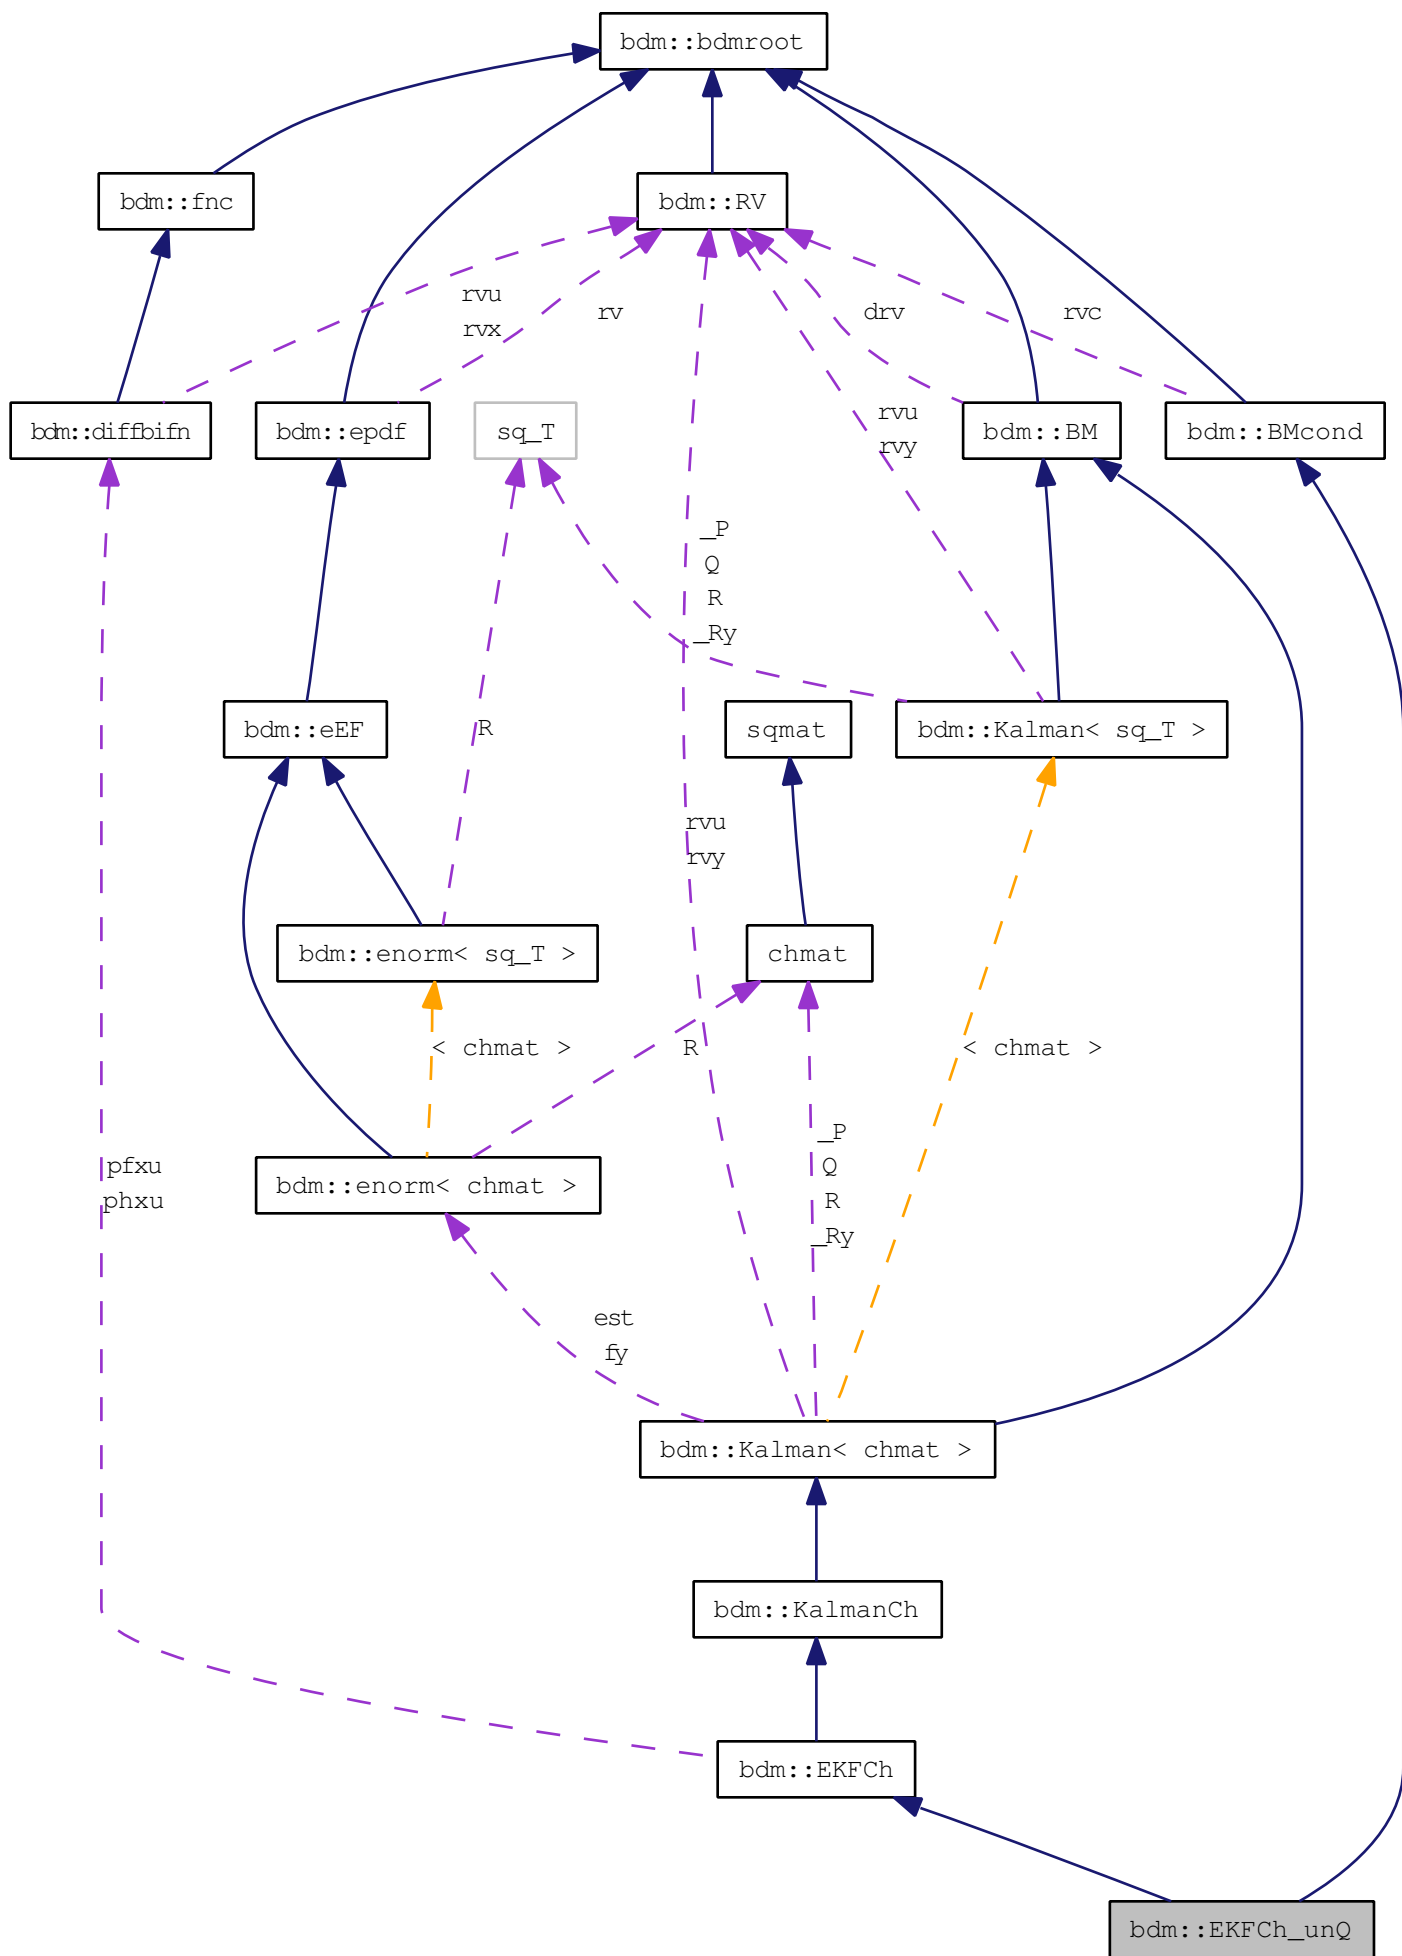 bdm::bdmroot
bdm::fnc
bdm::RV
rvu
rvx
rv
drv
rvc
bdm::diffbifn
bdm::epdf
sq_T
rvu
rvy
bdm::BM
bdm::BMcond
_P
Q
R
_Ry
bdm::eEF
R
sqmat
bdm::Kalman< sq_T >
rvu
rvy
bdm::enorm< sq_T >
chmat
< chmat >
R
< chmat >
pfxu
phxu
bdm::enorm< chmat >
_P
Q
R
_Ry
est
fy
bdm::Kalman< chmat >
bdm::KalmanCh
bdm::EKFCh
bdm::EKFCh_unQ